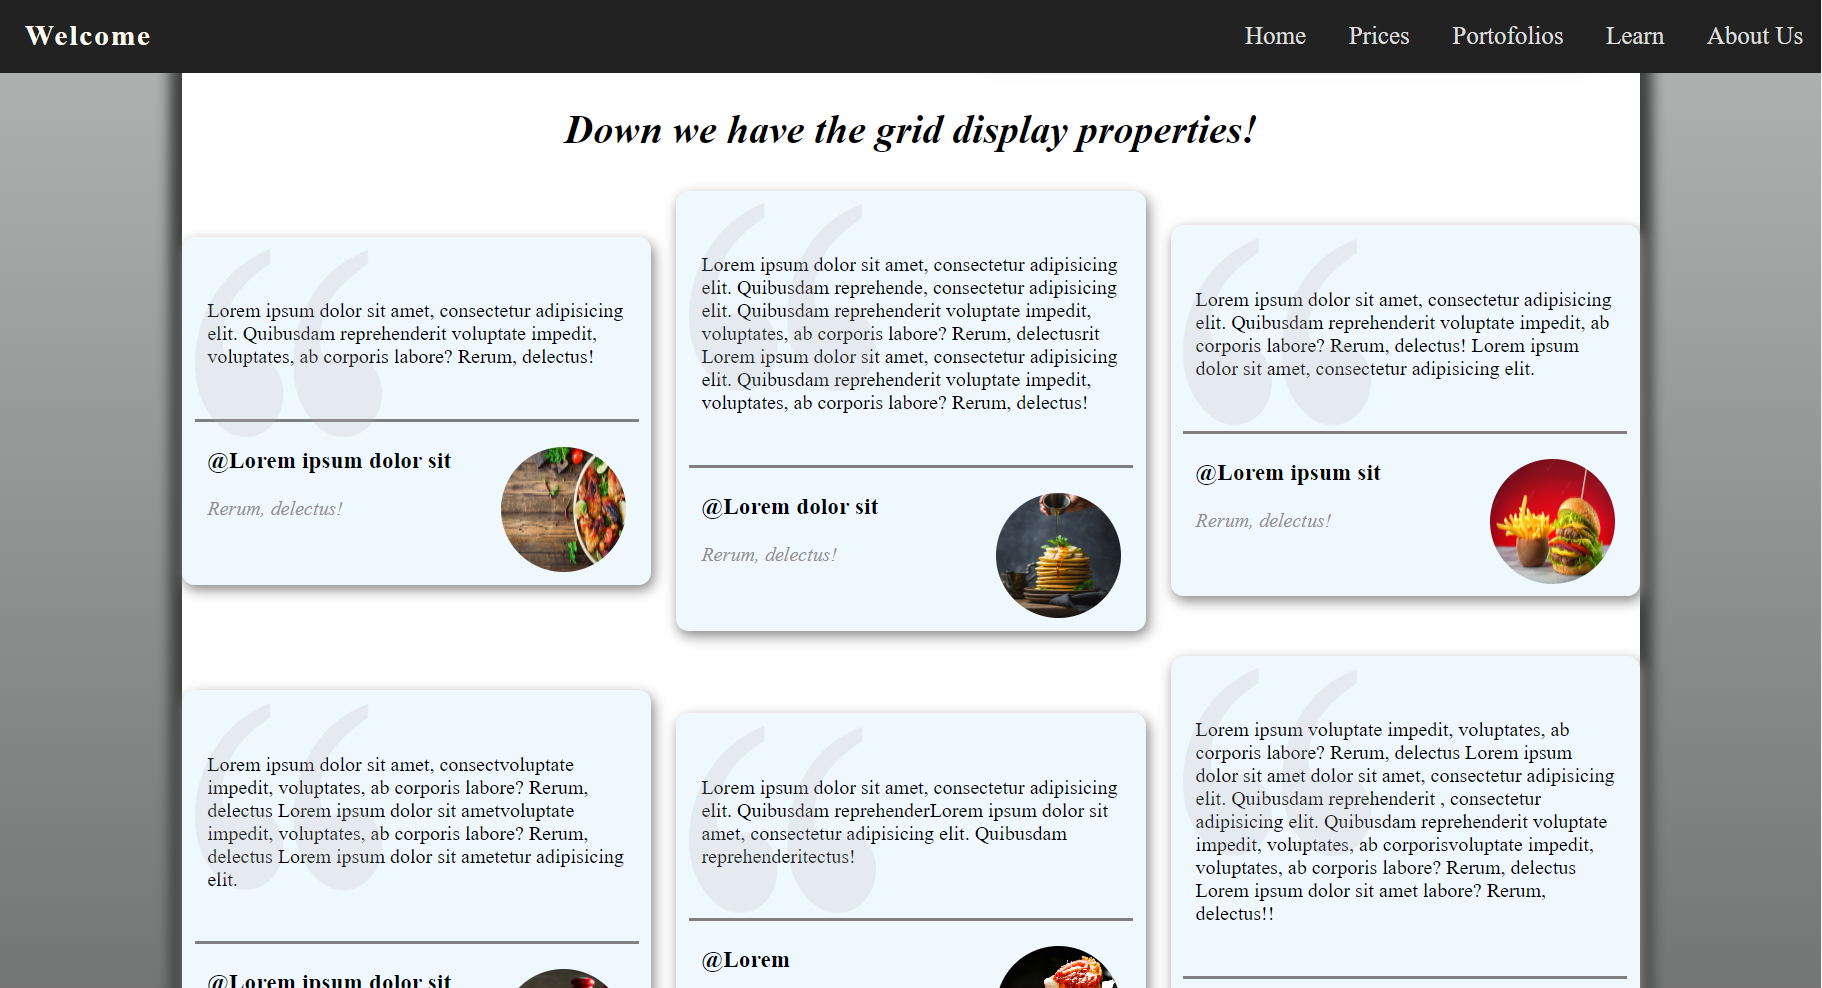 Welcome
Home Prices Portofolios Learn About Us
Down we have the grid display properties!
Lorem ipsum dolor sit amet, consectetur adipisicing
elit. Quibusdam reprehenderit voluptate impedit,
voluptates, ab corporis labore? Rerum, delectus!
@Lorem ipsum dolor sit
Rerum, delectus!
Lorem ipsum dolor sit amet, consectetur adipisicing
elit. Quibusdam reprehende, consectetur adipisicing
elit. Quibusdam reprehenderit voluptate impedit,
voluptates, ab corporis labore? Rerum, delectusrit
Lorem ipsum dolor sit amet, consectetur adipisicing
elit. Quibusdam reprehenderit voluptate impedit,
voluptates, ab corporis labore? Rerum, delectus!
@Lorem dolor sit
Rerum, delectus!
Lorem ipsum dolor sit amet, consectetur adipisicing
elit. Quibusdam reprehenderit voluptate impedit, ab
corporis labore? Rerum, delectus! Lorem ipsum
dolor sit amet, consectetur adipisicing elit.
@Lorem ipsum sit
Rerum, delectus!
Lorem ipsum dolor sit amet, consectvoluptate
impedit, voluptates, ab corporis labore? Rerum,
delectus Lorem ipsum dolor sit ametvoluptate
impedit, voluptates, ab corporis labore? Rerum,
delectus Lorem ipsum dolor sit ametetur adipisicing
elit.
@Lorem ipsum dolor sit
Lorem ipsum dolor sit amet, consectetur adipisicing
elit. Quibusdam reprehenderLorem ipsum dolor sit
amet, consectetur adipisicing elit. Quibusdam
reprehenderitectus!
@Lorem
Lorem ipsum voluptate impedit, voluptates, ab
corporis labore? Rerum, delectus Lorem ipsum
dolor sit amet dolor sit amet, consectetur adipisicing
elit. Quibusdam reprehenderit , consectetur
adipisicing elit. Quibusdam reprehenderit voluptate
impedit, voluptates, ab corporisvoluptate impedit,
voluptates, ab corporis labore? Rerum, delectus
Lorem ipsum dolor sit amet labore? Rerum,
delectus!!